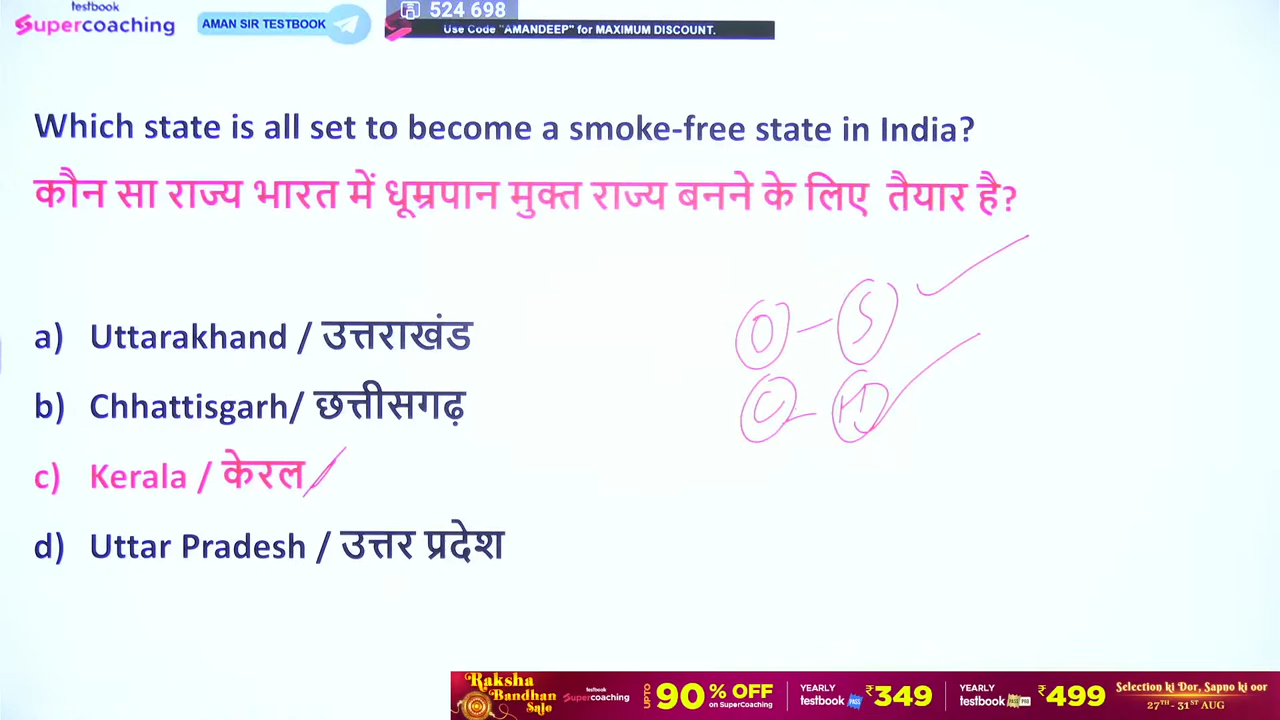 testbook
Supercoaching
AMAN SIR TESTBOOK
524 698
Use Code "AMANDEEP" for MAXIMUM DISCOUNT.
Which state is all set to become a smoke-free state in India?
कौन सा राज्य भारत में धूम्रपान मुक्त राज्य बनने के लिए तैयार है?
O - S
a) Uttarakhand / उत्तराखंड
C - H
b) Chhattisgarh/ छत्तीसगढ़
c) Kerala / केरल
d) Uttar Pradesh / उत्तर प्रदेश
Raksha
Bandhan
Sale
testbook
Supercoaching
UPTO
90% OFF
on SuperCoaching
YEARLY
testbook PASS
₹349
YEARLY
testbook PASS PRO
₹499
Selection ki Dor, Sapno ki oor
27TH - 31ST AUG